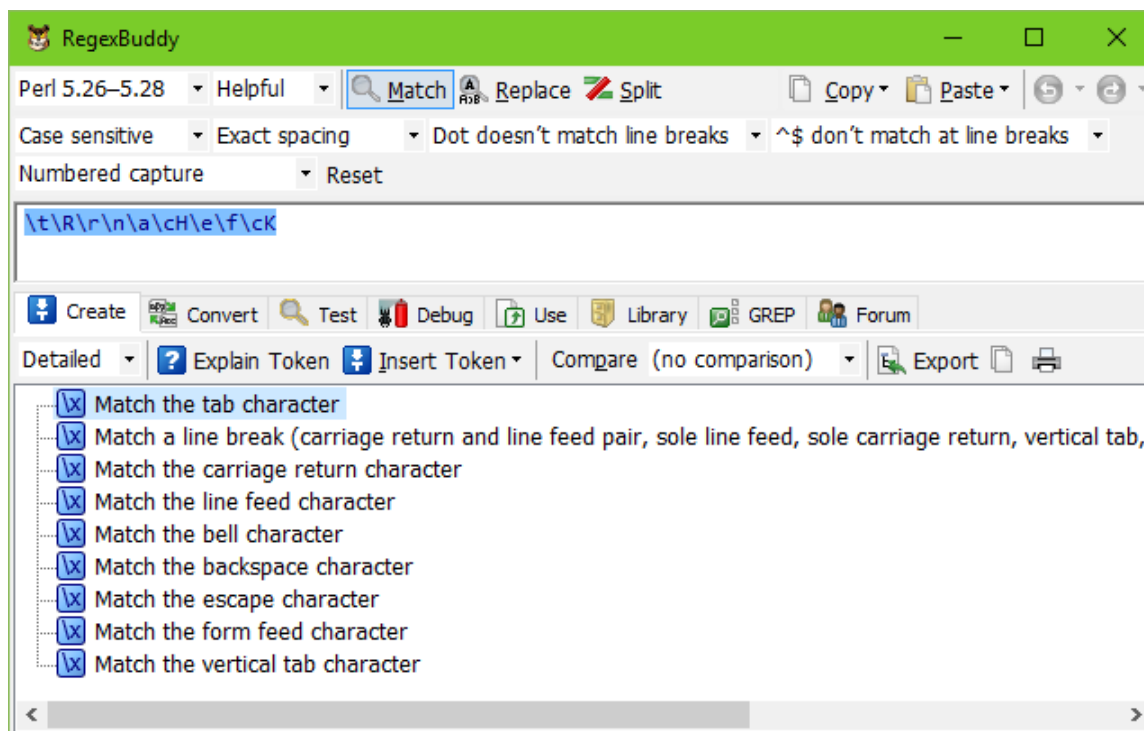 RegexBuddy
Perl 5.26–5.28 Helpful Match Replace Split Copy Paste
Case sensitive Exact spacing Dot doesn't match line breaks ^$ don't match at line breaks
Numbered capture Reset
\t\R\r\n\a\cH\e\f\cK
Create Convert Test Debug Use Library GREP Forum
Detailed Explain Token Insert Token Compare (no comparison) Export
Match the tab character
Match a line break (carriage return and line feed pair, sole line feed, sole carriage return, vertical tab,
Match the carriage return character
Match the line feed character
Match the bell character
Match the backspace character
Match the escape character
Match the form feed character
Match the vertical tab character